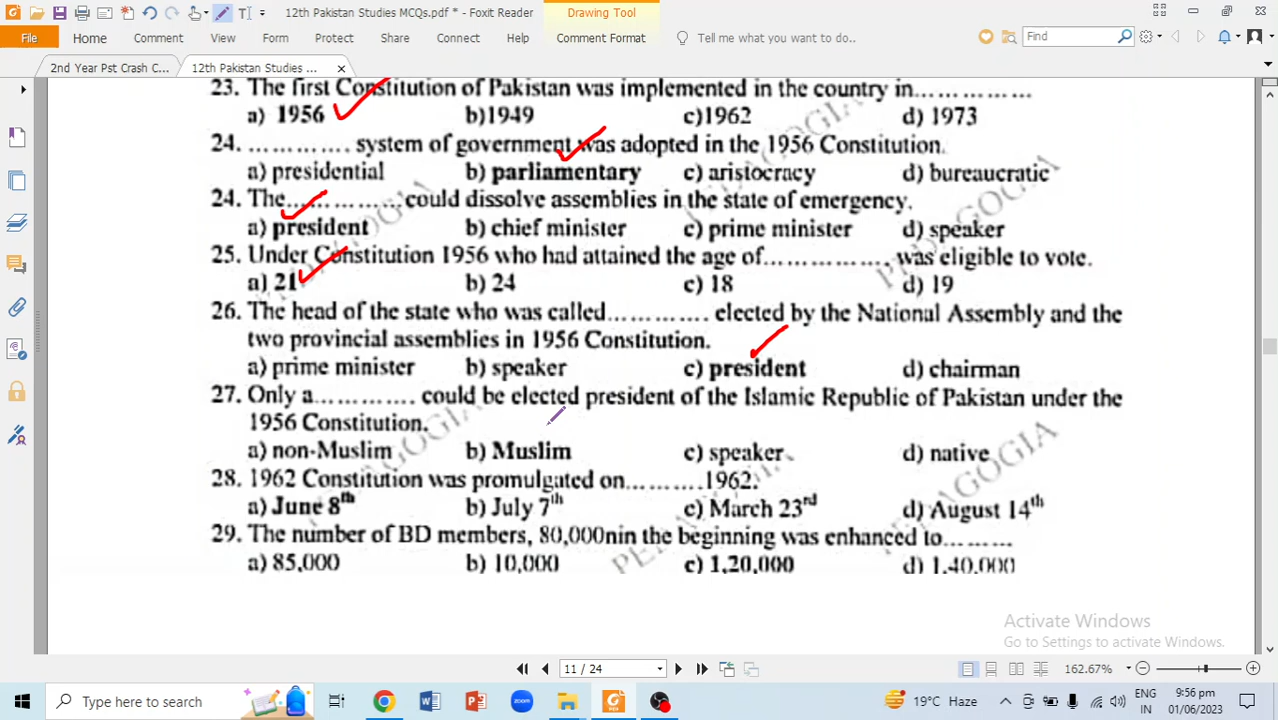 12th Pakistan Studies MCQs.pdf * - Foxit Reader
Drawing Tool
File Home Comment View Form Protect Share Connect Help Comment Format Tell me what you want to do.. Find
2nd Year Pst Crash C... 12th Pakistan Studies ...
23. The first Constitution of Pakistan was implemented in the country in……………
a) 1956 b)1949 c)1962 d) 1973
24. …………. system of government was adopted in the 1956 Constitution.
a) presidential b) parliamentary c) aristocracy d) bureaucratic
24. The…………… could dissolve assemblies in the state of emergency.
a) president b) chief minister c) prime minister d) speaker
25. Under Constitution 1956 who had attained the age of……………. was eligible to vote.
a) 21 b) 24 c) 18 d) 19
26. The head of the state who was called…………. elected by the National Assembly and the
two provincial assemblies in 1956 Constitution.
a) prime minister b) speaker c) president d) chairman
27. Only a…………. could be elected president of the Islamic Republic of Pakistan under the
1956 Constitution.
a) non-Muslim b) Muslim c) speaker d) native
28. 1962 Constitution was promulgated on……….1962.
a) June 8th b) July 7th c) March 23rd d) August 14th
29. The number of BD members, 80,000nin the beginning was enhanced to………
a) 85,000 b) 10,000 c) 1,20,000 d) 1,40,000
PEDAGOGIA
Activate Windows
Go to Settings to activate Windows.
11 / 24 162.67%
Type here to search zoom 19°C Haze ENG 9:56 pm
IN 01/06/2023